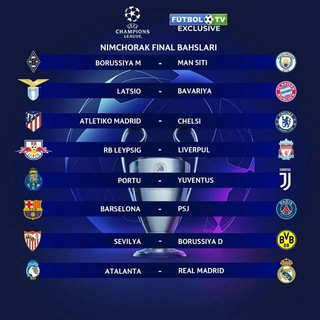 UEFA
CHAMPIONS
LEAGUE
FUTBOL TV
EXCLUSIVE
NIMCHORAK FINAL BAHSLARI
BORUSSIYA M - MAN SITI
LATSIO - BAVARIYA
ATLETIKO MADRID - CHELSI
RB LEYPSIG - LIVERPUL
PORTU - YUVENTUS
BARSELONA - PSJ
SEVILYA - BORUSSIYA D
ATALANTA - REAL MADRID